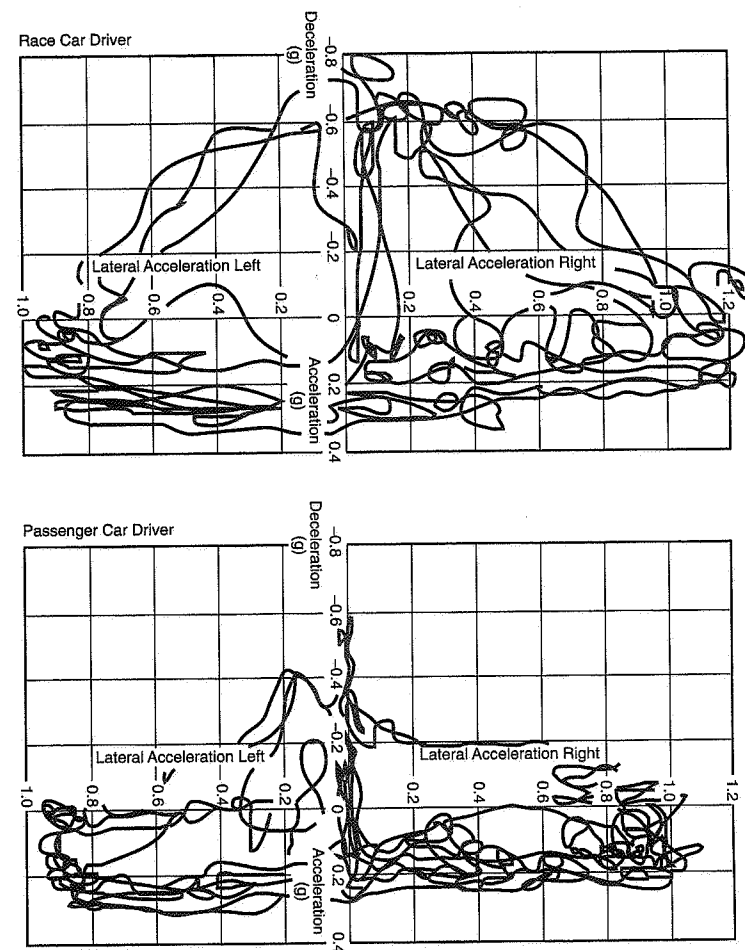 Race Car Driver
Deceleration
(g)
-0.8
-0.6
-0.4
-0.2
0
0.2
0.4
Acceleration
(g)
Lateral Acceleration Left
Lateral Acceleration Right
1.0
0.8
0.6
0.4
0.2
0.2
0.4
0.6
0.8
1.0
1.2
Passenger Car Driver
Deceleration
(g)
-0.8
-0.6
-0.4
-0.2
0
0.2
0.4
Acceleration
(g)
Lateral Acceleration Left
Lateral Acceleration Right
1.0
0.8
0.6
0.4
0.2
0.2
0.4
0.6
0.8
1.0
1.2